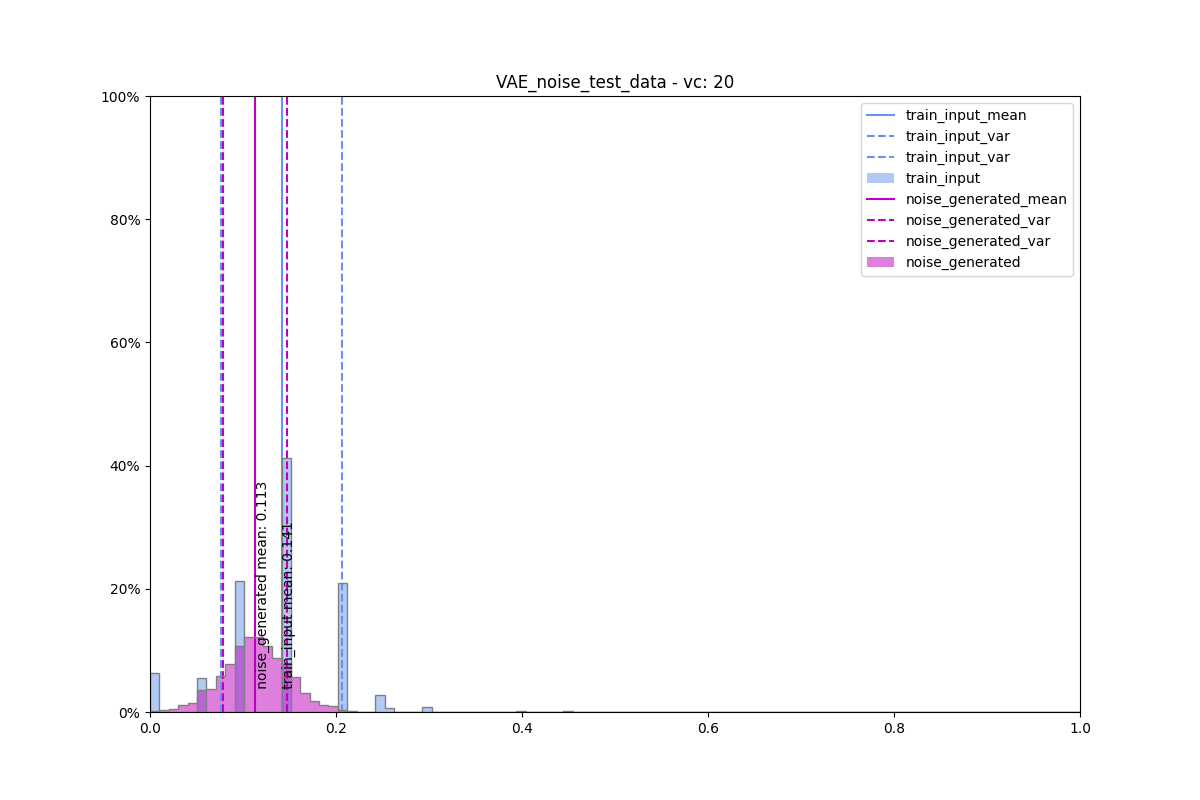 VAE_noise_test_data - vc: 20
100%
80%
60%
40%
20%
0%
train_input_mean
train_input_var
train_input_var
train_input
noise_generated_mean
noise_generated_var
noise_generated_var
noise_generated
noise_generated mean: 0.113
train_input mean: 0.141
0.0 0.2 0.4 0.6 0.8 1.0